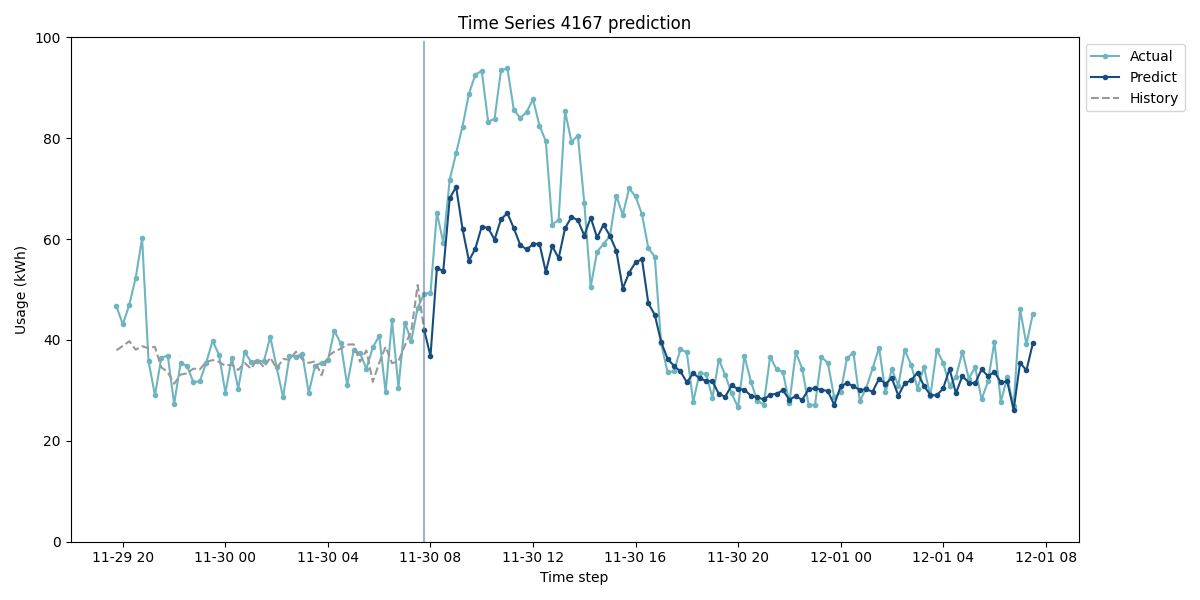 Time Series 4167 prediction
Usage (kWh)
100
80
60
40
20
0
11-29 20
11-30 00
11-30 04
11-30 08
11-30 12
11-30 16
11-30 20
12-01 00
12-01 04
12-01 08
Time step
Actual
Predict
History